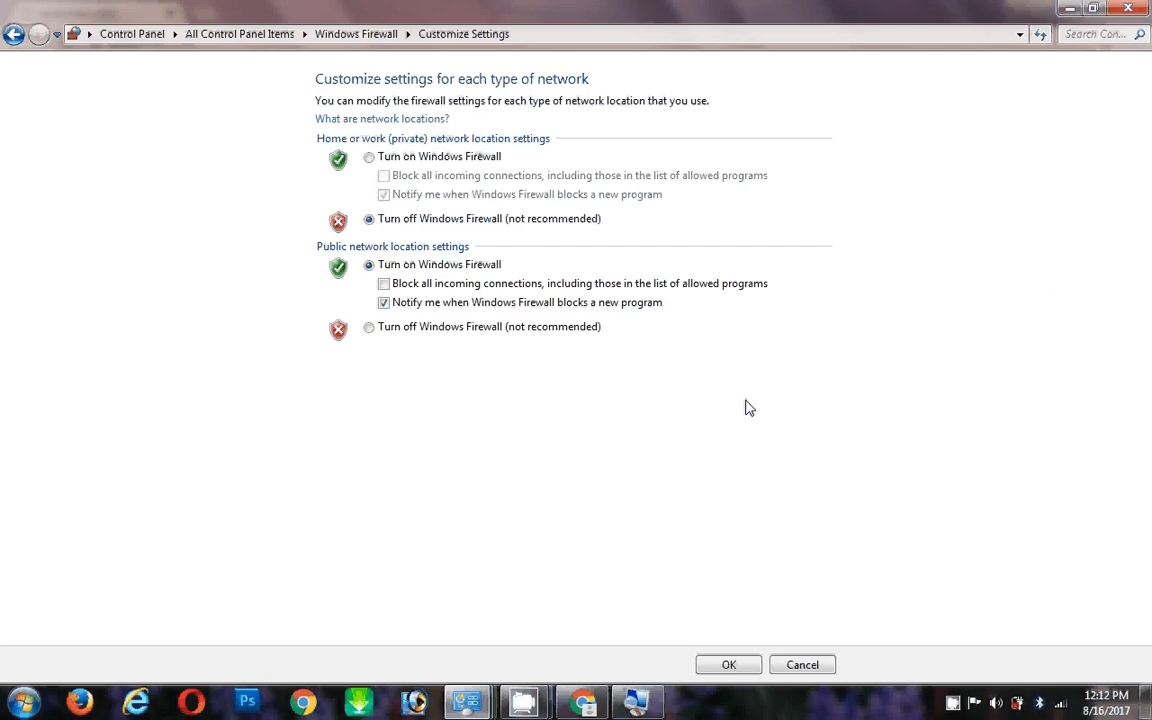 Control Panel All Control Panel Items Windows Firewall Customize Settings
Search Con...
Customize settings for each type of network
You can modify the firewall settings for each type of network location that you use.
What are network locations?
Home or work (private) network location settings
Turn on Windows Firewall
Block all incoming connections, including those in the list of allowed programs
Notify me when Windows Firewall blocks a new program
Turn off Windows Firewall (not recommended)
Public network location settings
Turn on Windows Firewall
Block all incoming connections, including those in the list of allowed programs
Notify me when Windows Firewall blocks a new program
Turn off Windows Firewall (not recommended)
OK Cancel
Ps
12:12 PM
8/16/2017